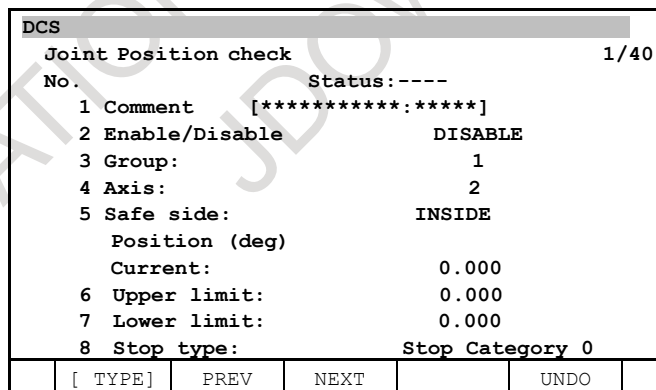 DCS
Joint Position check 1/40
No. Status:----
1 Comment [***********:*****]
2 Enable/Disable DISABLE
3 Group: 1
4 Axis: 2
5 Safe side: INSIDE
Position (deg)
Current: 0.000
6 Upper limit: 0.000
7 Lower limit: 0.000
8 Stop type: Stop Category 0
[ TYPE] PREV NEXT UNDO